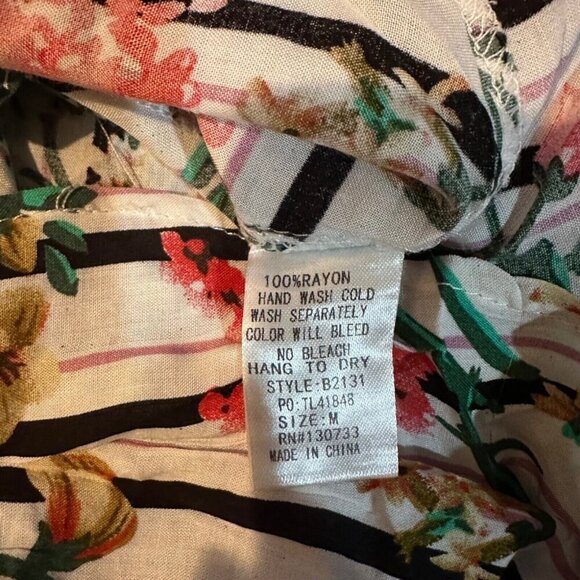 100%RAYON
HAND WASH COLD
WASH SEPARATELY
COLOR WILL BLEED
NO BLEACH
HANG TO DRY
STYLE-B2131
PO:TL41848
SIZE:M
RN#130733
MADE IN CHINA